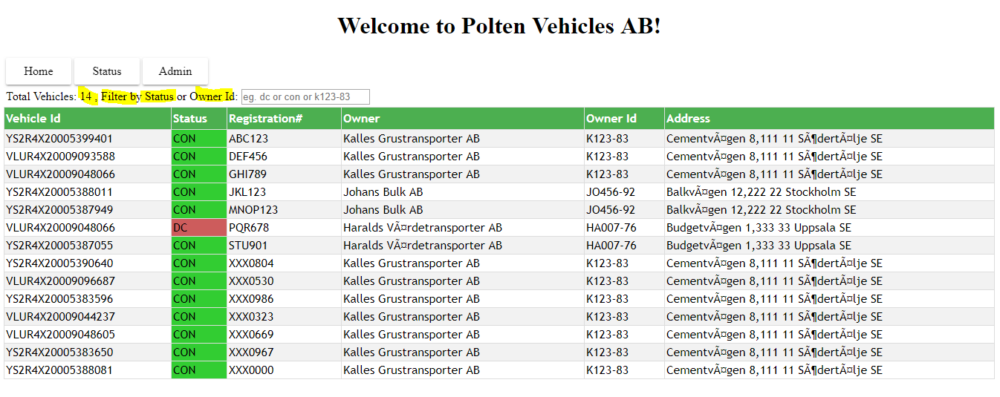 Welcome to Polten Vehicles AB!
Home Status Admin
Total Vehicles: 14 , Filter by Status or Owner Id: eg. dc or con or k123-83
Vehicle Id Status Registration# Owner Owner Id Address
YS2R4X20005399401 CON ABC123 Kalles Grustransporter AB K123-83 CementvÃ¤gen 8,111 11 SÃ¶dertÃ¤lje SE
VLUR4X20009093588 CON DEF456 Kalles Grustransporter AB K123-83 CementvÃ¤gen 8,111 11 SÃ¶dertÃ¤lje SE
VLUR4X20009048066 CON GHI789 Kalles Grustransporter AB K123-83 CementvÃ¤gen 8,111 11 SÃ¶dertÃ¤lje SE
YS2R4X20005388011 CON JKL123 Johans Bulk AB JO456-92 BalkvÃ¤gen 12,222 22 Stockholm SE
YS2R4X20005387949 CON MNOP123 Johans Bulk AB JO456-92 BalkvÃ¤gen 12,222 22 Stockholm SE
VLUR4X20009048066 DC PQR678 Haralds VÃ¤rdetransporter AB HA007-76 BudgetvÃ¤gen 1,333 33 Uppsala SE
YS2R4X20005387055 CON STU901 Haralds VÃ¤rdetransporter AB HA007-76 BudgetvÃ¤gen 1,333 33 Uppsala SE
YS2R4X20005390640 CON XXX0804 Kalles Grustransporter AB K123-83 CementvÃ¤gen 8,111 11 SÃ¶dertÃ¤lje SE
VLUR4X20009096687 CON XXX0530 Kalles Grustransporter AB K123-83 CementvÃ¤gen 8,111 11 SÃ¶dertÃ¤lje SE
YS2R4X20005383596 CON XXX0986 Kalles Grustransporter AB K123-83 CementvÃ¤gen 8,111 11 SÃ¶dertÃ¤lje SE
VLUR4X20009044237 CON XXX0323 Kalles Grustransporter AB K123-83 CementvÃ¤gen 8,111 11 SÃ¶dertÃ¤lje SE
VLUR4X20009048605 CON XXX0669 Kalles Grustransporter AB K123-83 CementvÃ¤gen 8,111 11 SÃ¶dertÃ¤lje SE
YS2R4X20005383650 CON XXX0967 Kalles Grustransporter AB K123-83 CementvÃ¤gen 8,111 11 SÃ¶dertÃ¤lje SE
YS2R4X20005388081 CON XXX0000 Kalles Grustransporter AB K123-83 CementvÃ¤gen 8,111 11 SÃ¶dertÃ¤lje SE